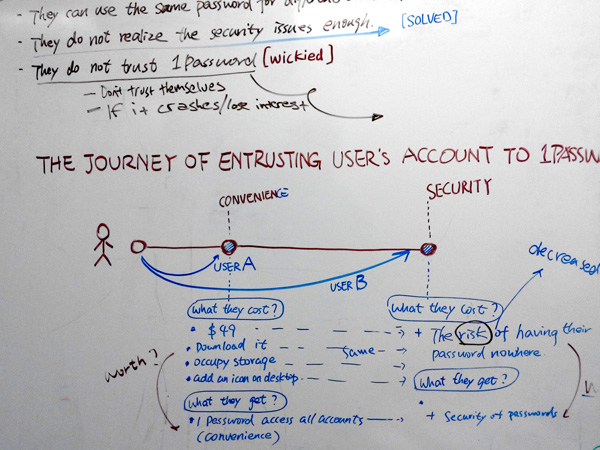 - They can use the same password for
- They do not realize the security issues enough. [SOLVED]
- They do not trust 1Password [wickied]
- Don't trust themselves
- If it crashes/lose interest
THE JOURNEY OF ENTRUSTING USER'S ACCOUNT TO 1PASSW
CONVENIENCE
SECURITY
USER A
USER B
decreased
what they cost?
• $49
• Download it
• occupy storage
• add an icon on desktop
same
worth?
what they get?
• 1 Password access all accounts
(convenience)
what they cost?
+ The risk of having their
password nowhere
what they get?
+ security of passwords